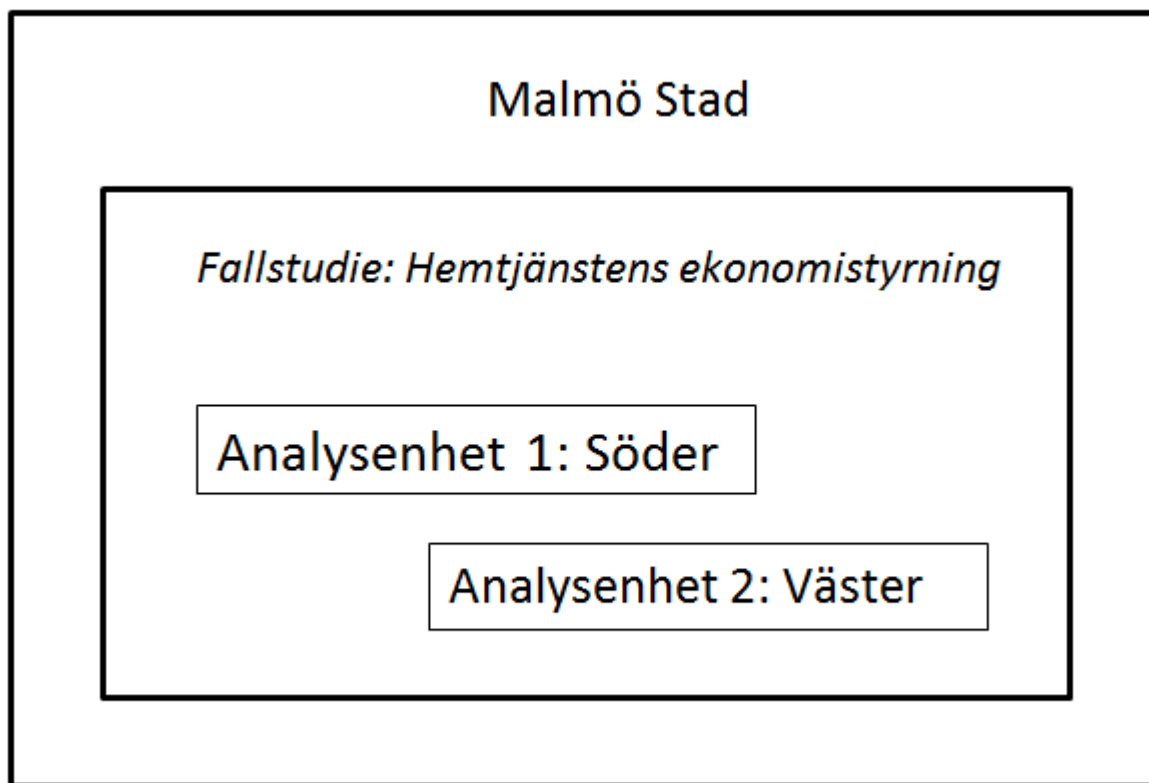 Malmö Stad
Fallstudie: Hemtjänstens ekonomistyrning
Analysenhet 1: Söder
Analysenhet 2: Väster